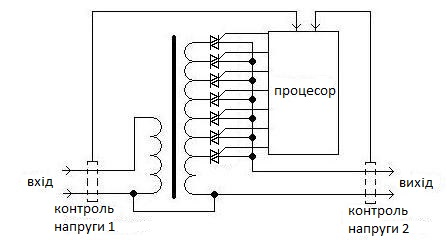 процесор
вхід
вихід
контроль
напруги 1
контроль
напруги 2